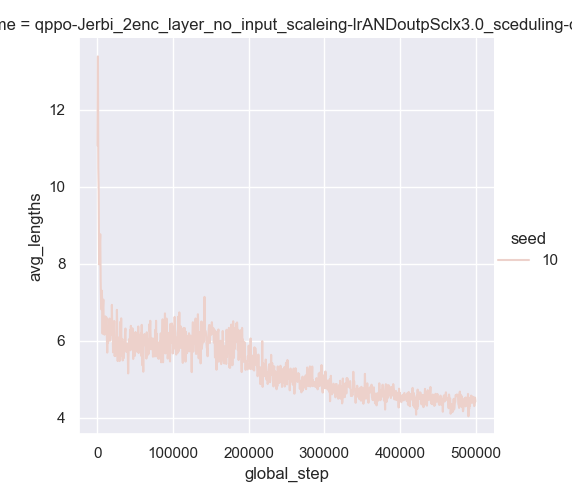 me = qppo-Jerbi_2enc_layer_no_input_scaleing-lrANDoutpSclx3.0_sceduling-c
12
10
8
6
4
avg_lengths
0 100000 200000 300000 400000 500000
global_step
seed
10